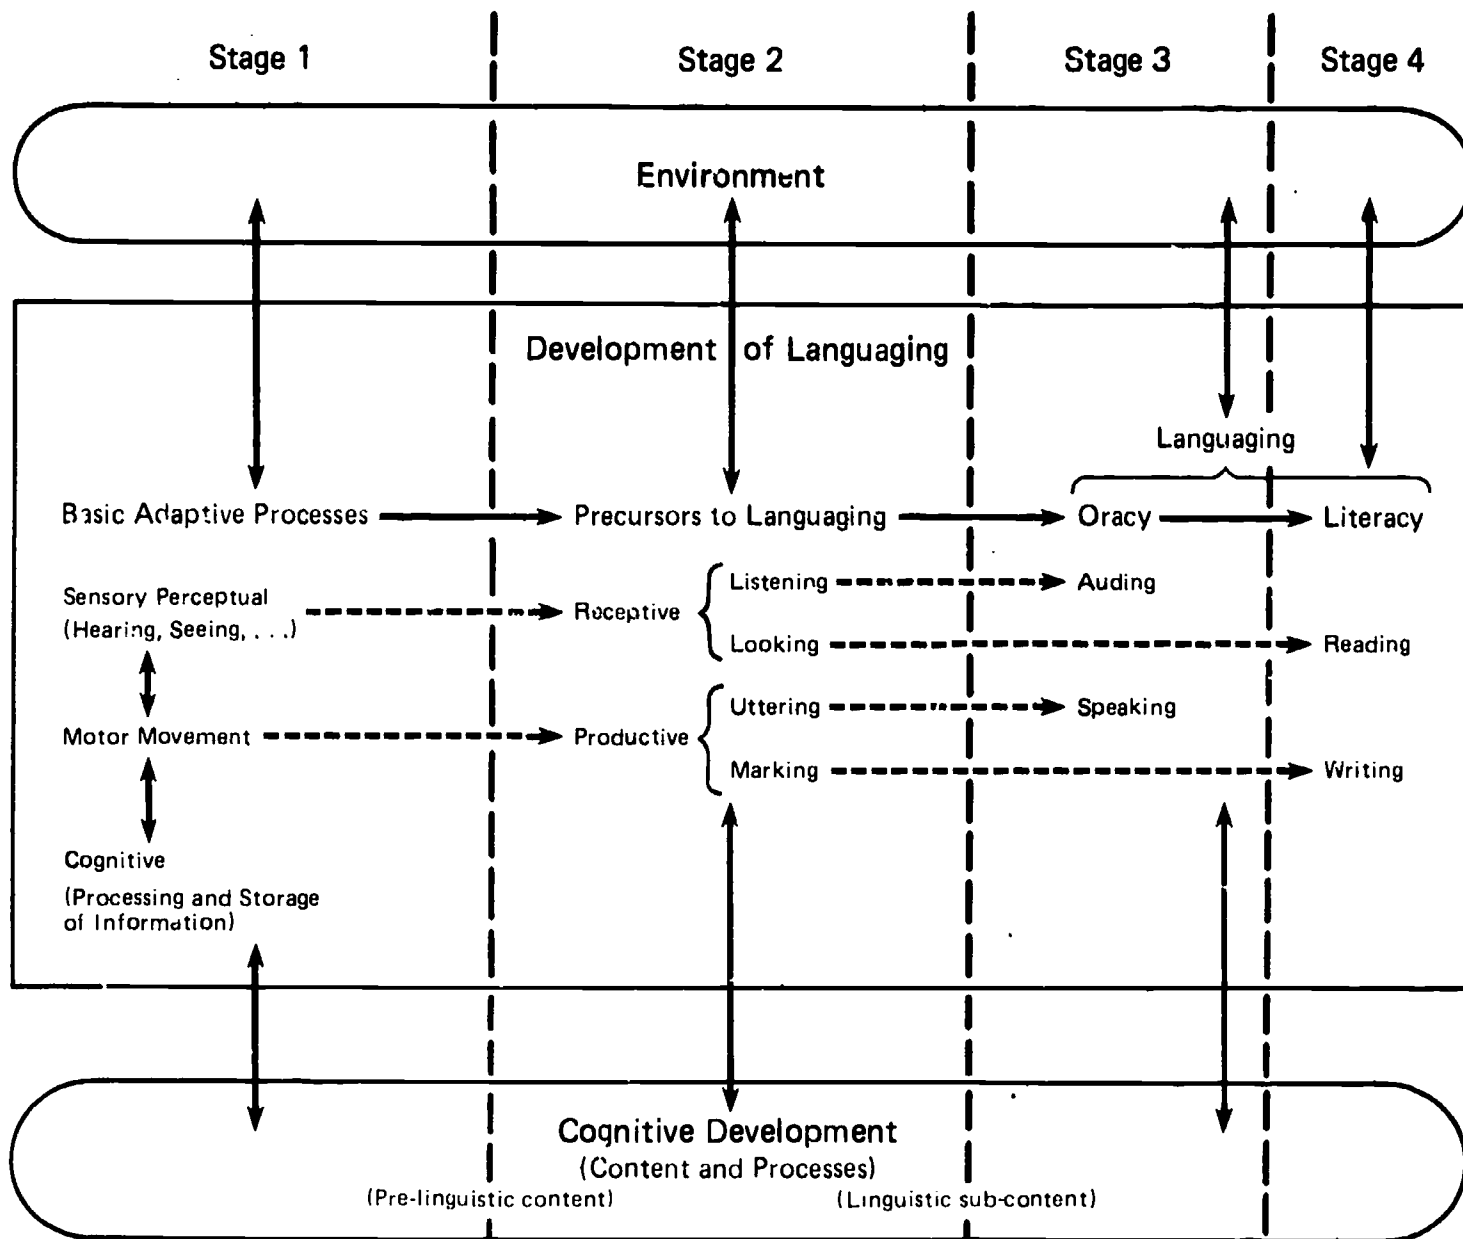 Stage 1
Stage 2
Stage 3
Stage 4
Environment
Development of Languaging
Languaging
Basic Adaptive Processes
Precursors to Languaging
Oracy
Literacy
Sensory Perceptual
(Hearing, Seeing, . . .)
Receptive
Listening
Auding
Looking
Reading
Motor Movement
Productive
Uttering
Speaking
Marking
Writing
Cognitive
(Processing and Storage
of Information)
Cognitive Development
(Content and Processes)
(Pre-linguistic content)
(Linguistic sub-content)